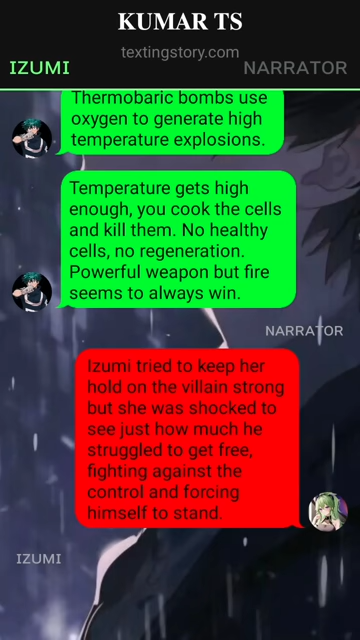 KUMAR TS
textingstory.com
IZUMI
NARRATOR
Thermobaric bombs use
oxygen to generate high
temperature explosions.
Temperature gets high
enough, you cook the cells
and kill them. No healthy
cells, no regeneration.
Powerful weapon but fire
seems to always win.
NARRATOR
Izumi tried to keep her
hold on the villain strong
but she was shocked to
see just how much he
struggled to get free,
fighting against the
control and forcing
himself to stand.
IZUMI